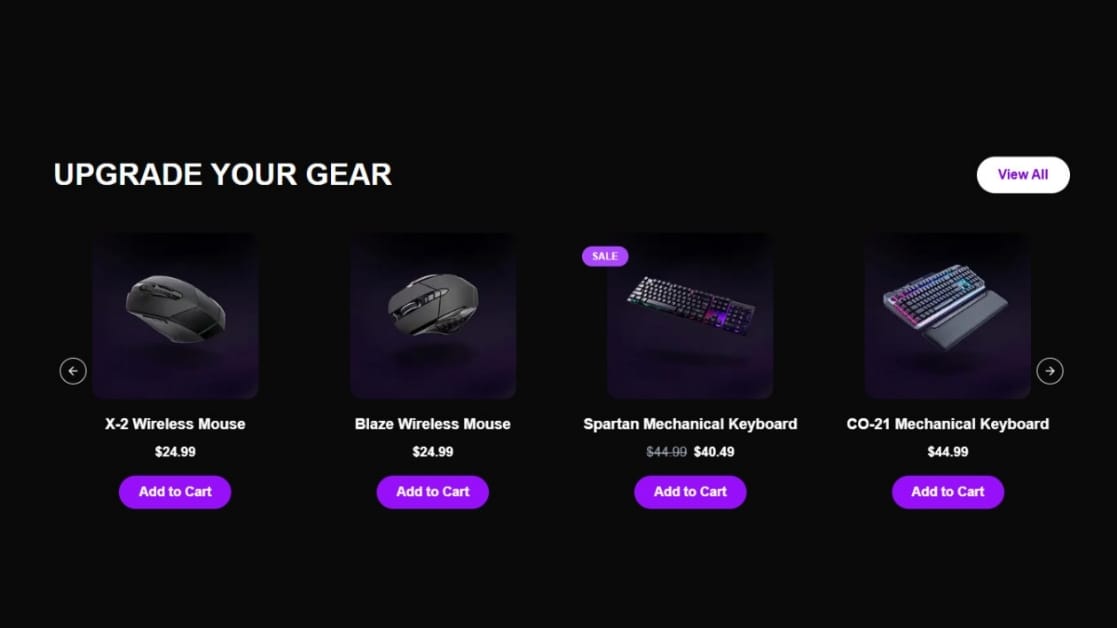 UPGRADE YOUR GEAR
View All
SALE
X-2 Wireless Mouse
Blaze Wireless Mouse
Spartan Mechanical Keyboard
CO-21 Mechanical Keyboard
$24.99
$24.99
$44.99 $40.49
$44.99
Add to Cart
Add to Cart
Add to Cart
Add to Cart